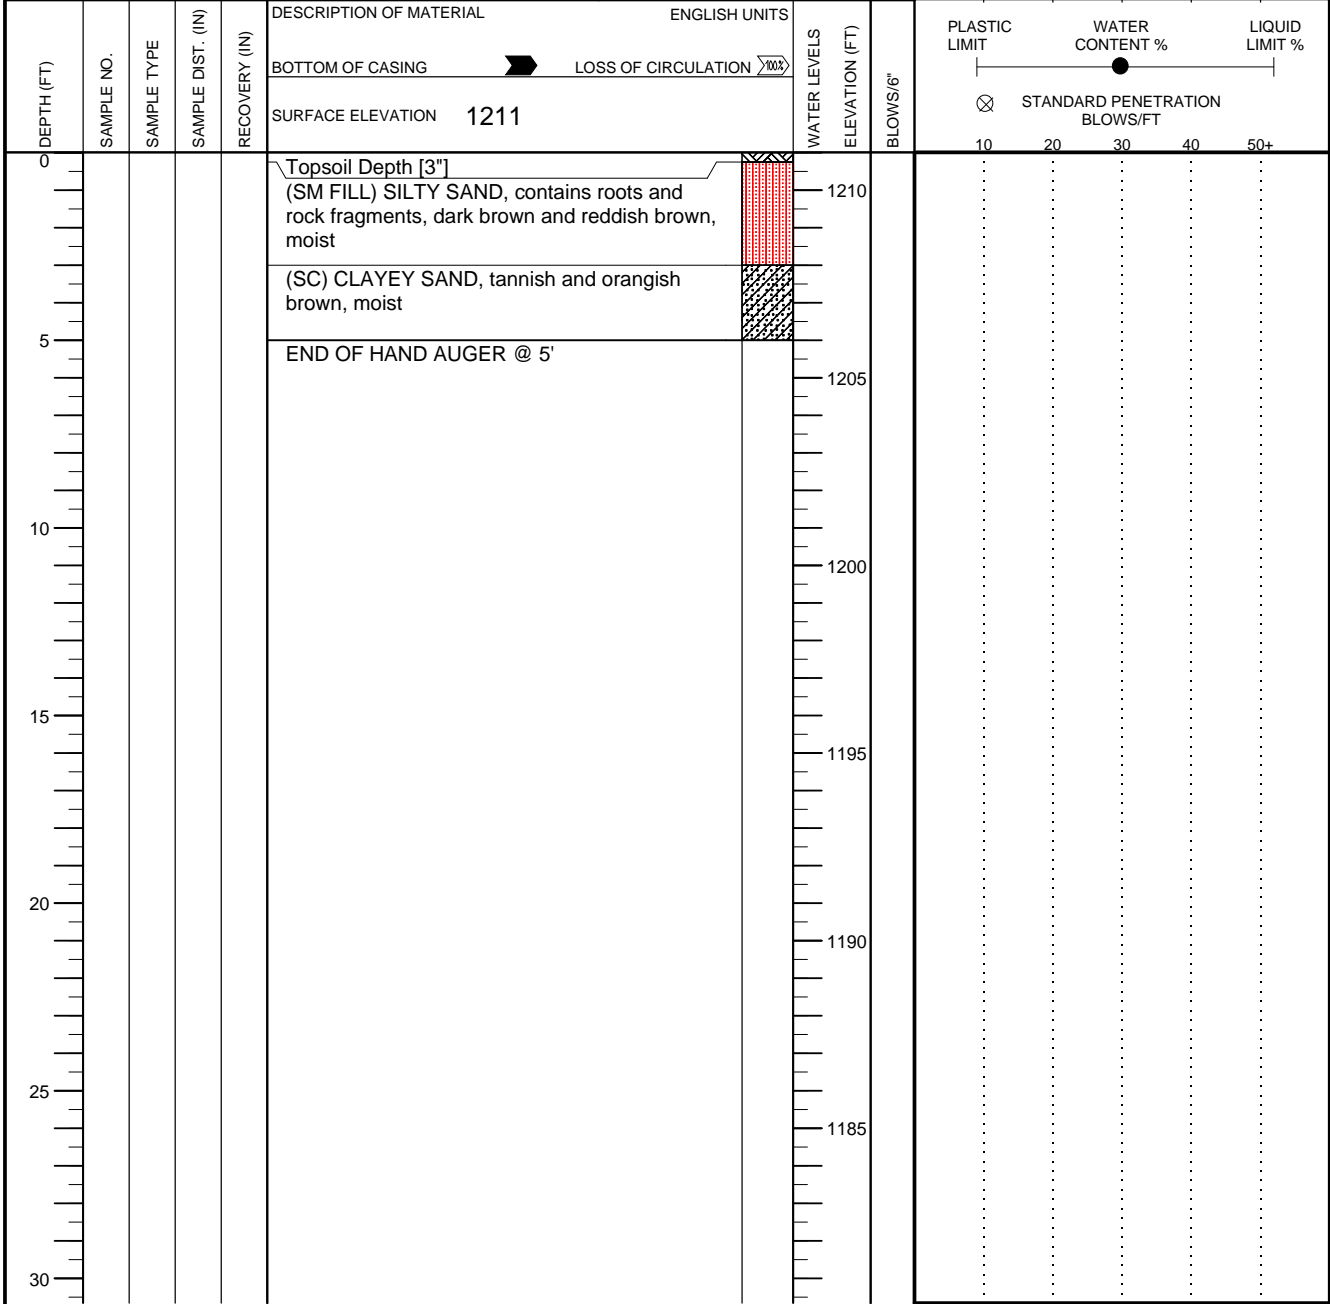 DEPTH (FT)
SAMPLE NO.
SAMPLE TYPE
SAMPLE DIST. (IN)
RECOVERY (IN)
DESCRIPTION OF MATERIAL
ENGLISH UNITS
BOTTOM OF CASING
LOSS OF CIRCULATION
100%
SURFACE ELEVATION
1211
WATER LEVELS
ELEVATION (FT)
BLOWS/6"
PLASTIC
LIMIT
WATER
CONTENT %
LIQUID
LIMIT %
STANDARD PENETRATION
BLOWS/FT
10
20
30
40
50+
0
5
10
15
20
25
30
Topsoil Depth [3"]
(SM FILL) SILTY SAND, contains roots and
rock fragments, dark brown and reddish brown,
moist
(SC) CLAYEY SAND, tannish and orangish
brown, moist
END OF HAND AUGER @ 5'
1210
1205
1200
1195
1190
1185